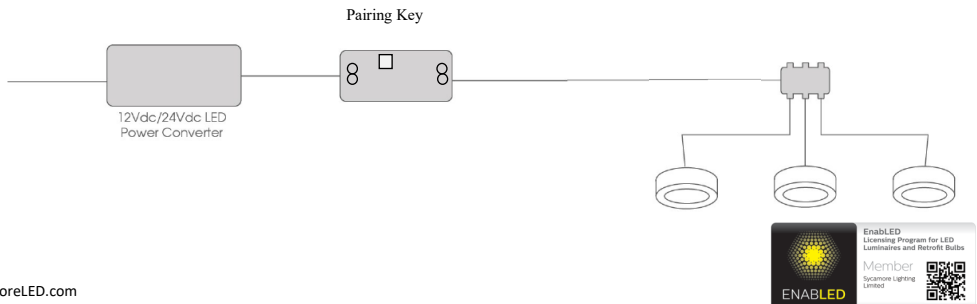 Pairing Key
12Vdc/24Vdc LED
Power Converter
EnabLED
Licensing Program for LED
Luminaires and Retrofit Bulbs
Member
Sycamore Lighting
Limited
ENABLED
oreLED.com